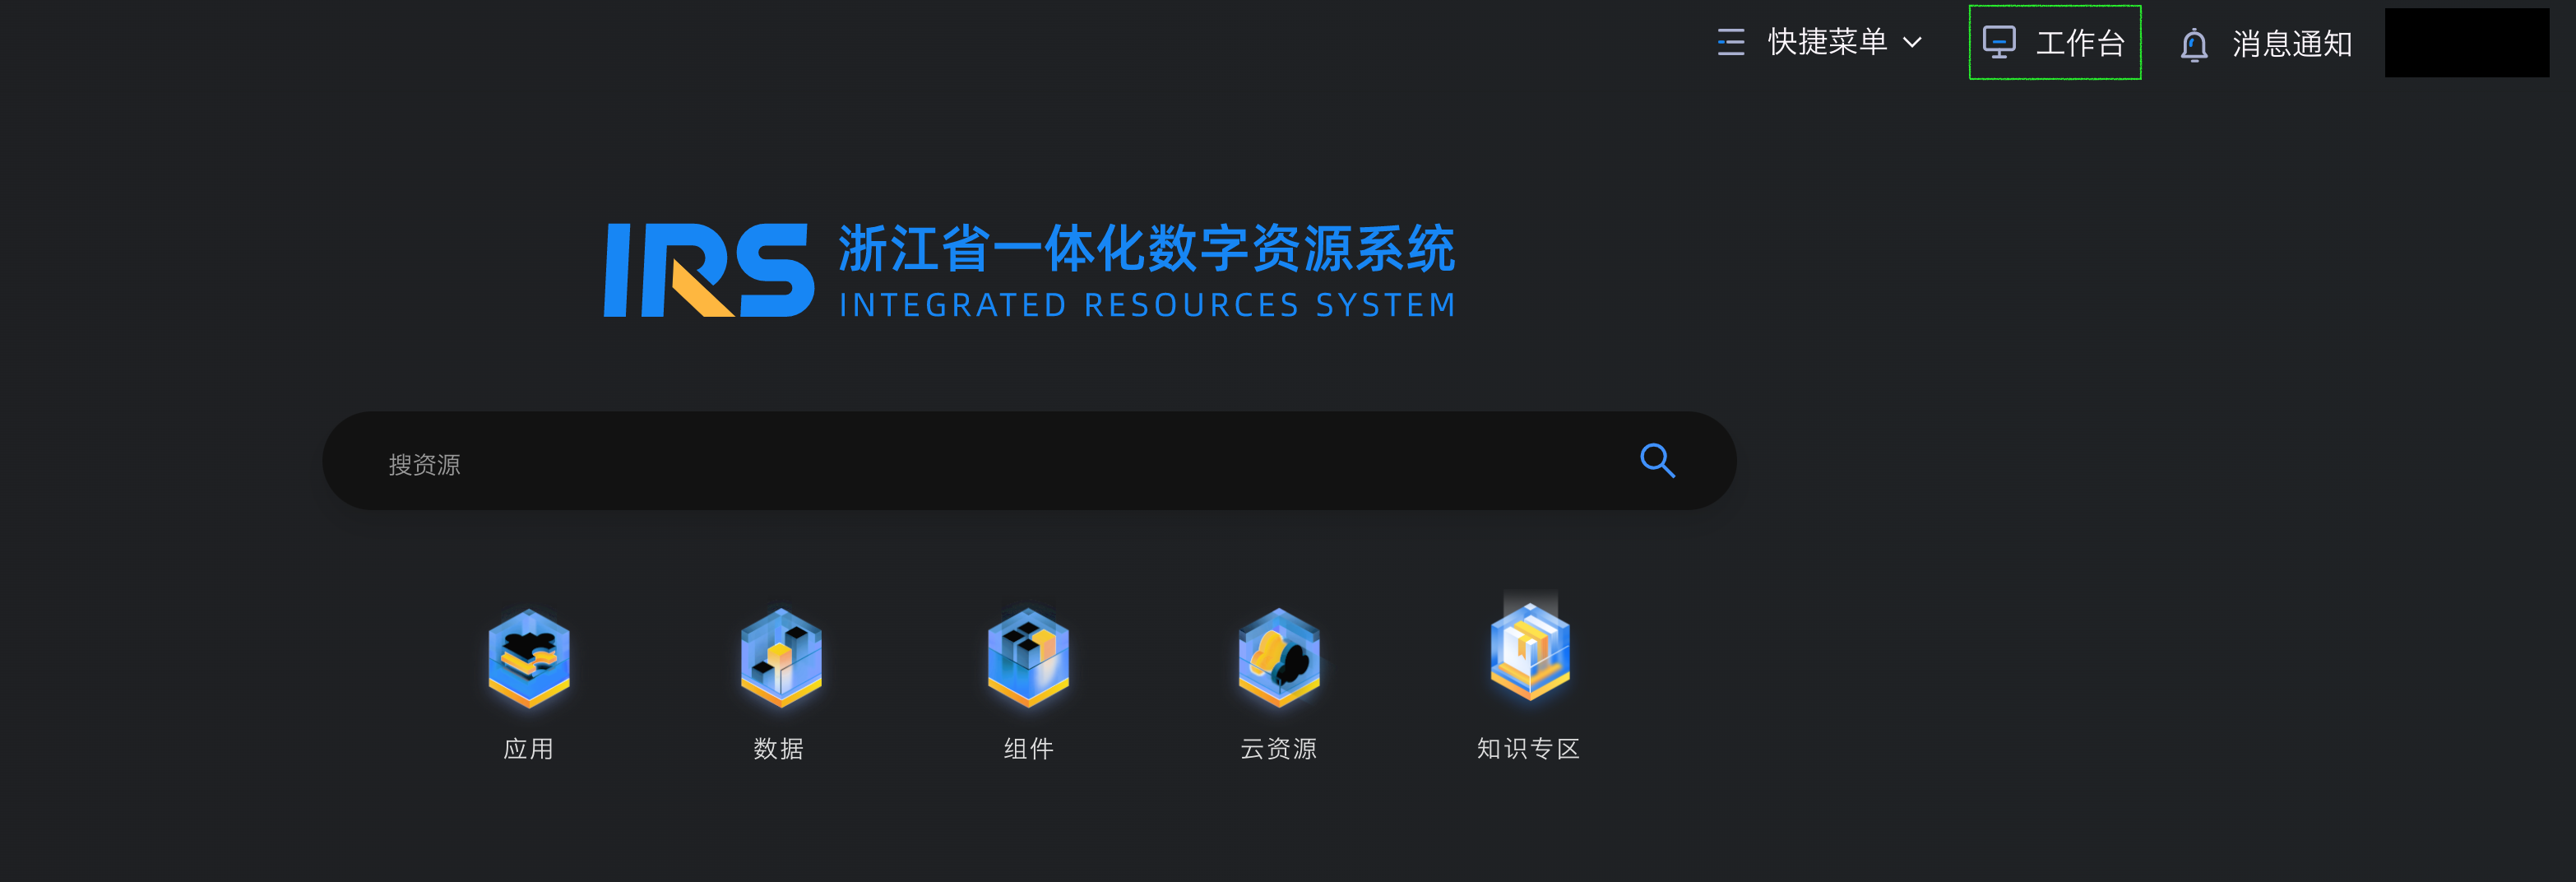 快捷菜单
工作台
消息通知
IRS
浙江省一体化数字资源系统
INTEGRATED RESOURCES SYSTEM
搜资源
应用
数据
组件
云资源
知识专区